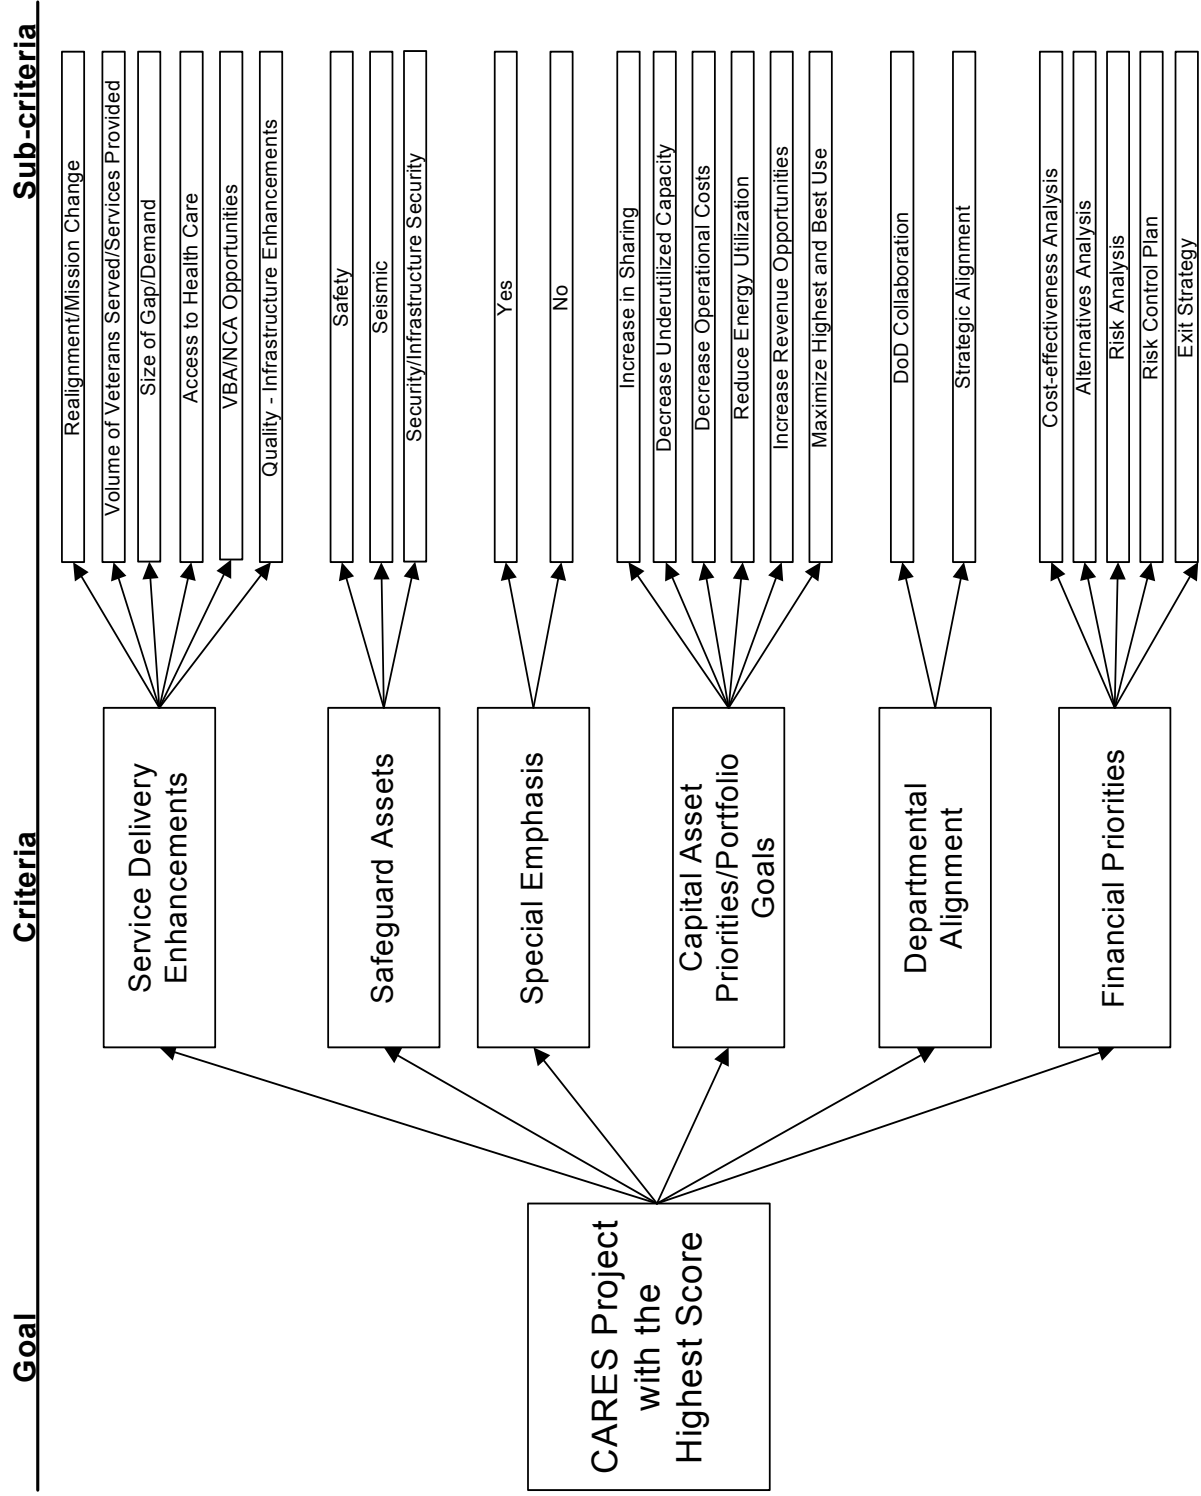 Goal
Criteria
Sub-criteria
CARES Project
with the
Highest Score
Service Delivery
Enhancements
Realignment/Mission Change
Volume of Veterans Served/Services Provided
Size of Gap/Demand
Access to Health Care
VBA/NCA Opportunities
Quality - Infrastructure Enhancements
Safeguard Assets
Safety
Seismic
Security/Infrastructure Security
Special Emphasis
Yes
No
Capital Asset
Priorities/Portfolio
Goals
Increase in Sharing
Decrease Underutilized Capacity
Decrease Operational Costs
Reduce Energy Utilization
Increase Revenue Opportunities
Maximize Highest and Best Use
Departmental
Alignment
DoD Collaboration
Strategic Alignment
Financial Priorities
Cost-effectiveness Analysis
Alternatives Analysis
Risk Analysis
Risk Control Plan
Exit Strategy